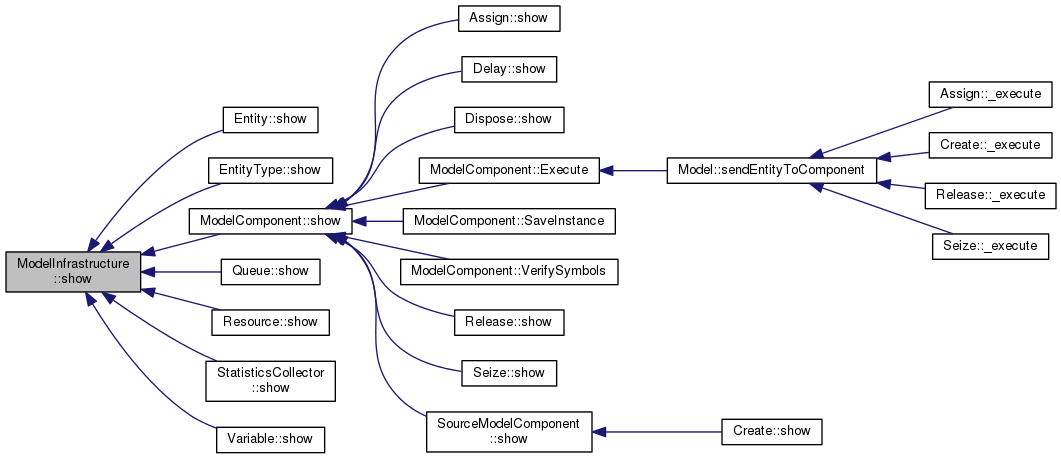 ModelInfrastructure
::show
Entity::show
EntityType::show
ModelComponent::show
Queue::show
Resource::show
StatisticsCollector
::show
Variable::show
Assign::show
Delay::show
Dispose::show
ModelComponent::Execute
ModelComponent::SaveInstance
ModelComponent::VerifySymbols
Release::show
Seize::show
SourceModelComponent
::show
Model::sendEntityToComponent
Create::show
Assign::_execute
Create::_execute
Release::_execute
Seize::_execute